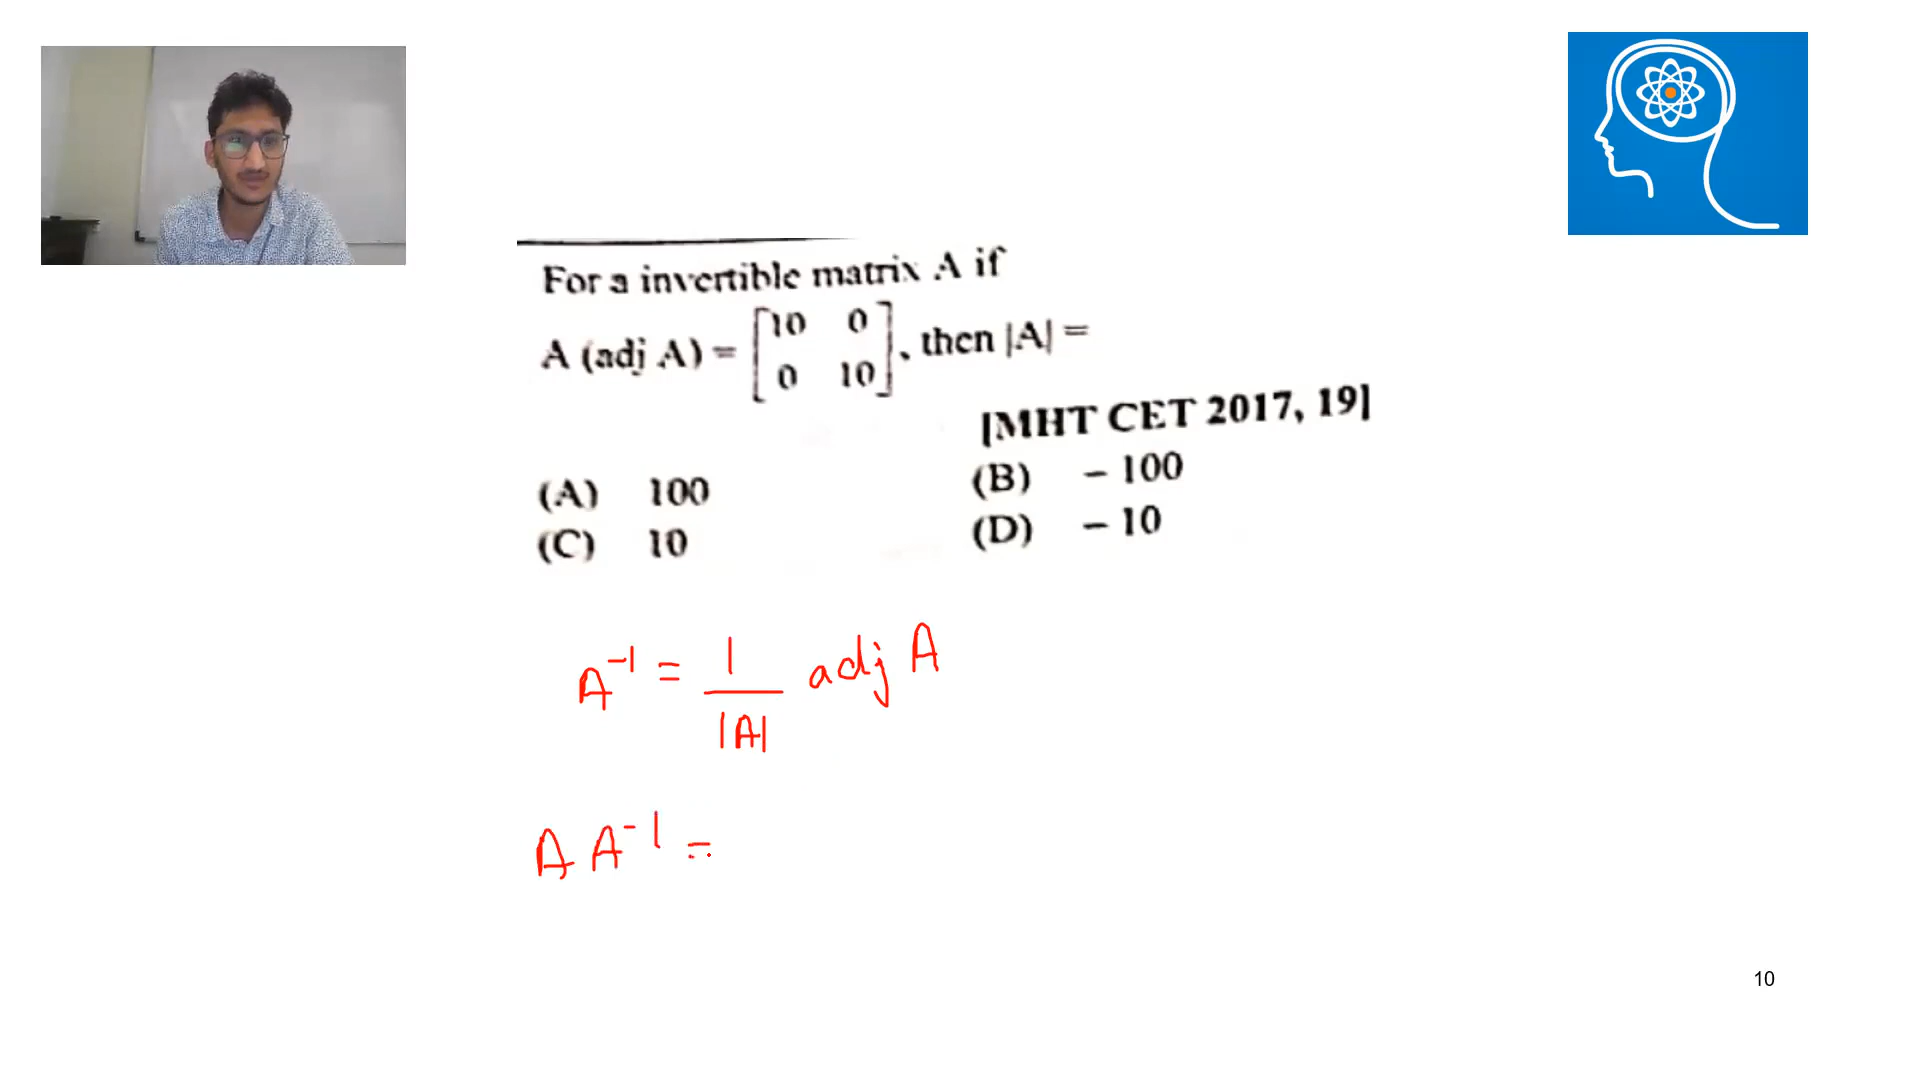 For a invertible matrix A if
A (adj A) = [10 0
0 10], then |A| =
[MHT CET 2017, 19]
(A) 100 (B) – 100
(C) 10 (D) – 10
A⁻¹ = 1/|A| adj A
A A⁻¹ =
10